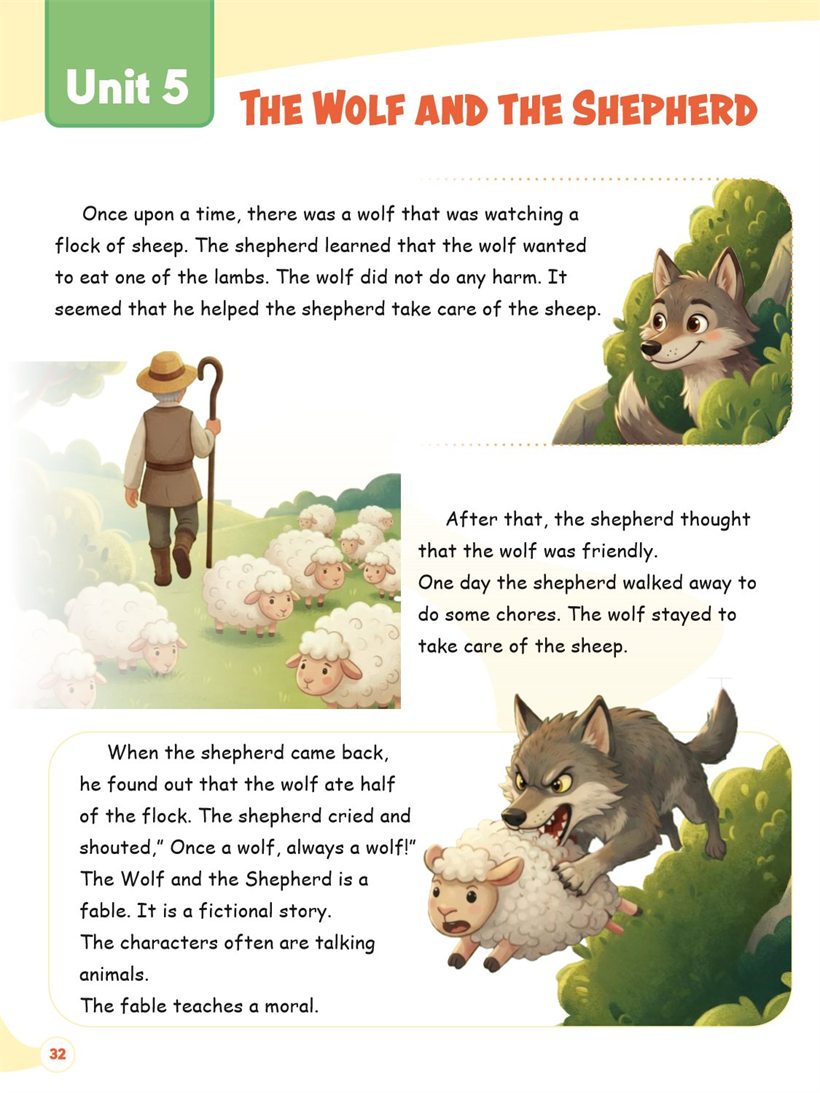 Unit 5
THE WOLF AND THE SHEPHERD
Once upon a time, there was a wolf that was watching a
flock of sheep. The shepherd learned that the wolf wanted
to eat one of the lambs. The wolf did not do any harm. It
seemed that he helped the shepherd take care of the sheep.
After that, the shepherd thought
that the wolf was friendly.
One day the shepherd walked away to
do some chores. The wolf stayed to
take care of the sheep.
When the shepherd came back,
he found out that the wolf ate half
of the flock. The shepherd cried and
shouted,” Once a wolf, always a wolf!”
The Wolf and the Shepherd is a
fable. It is a fictional story.
The characters often are talking
animals.
The fable teaches a moral.
32